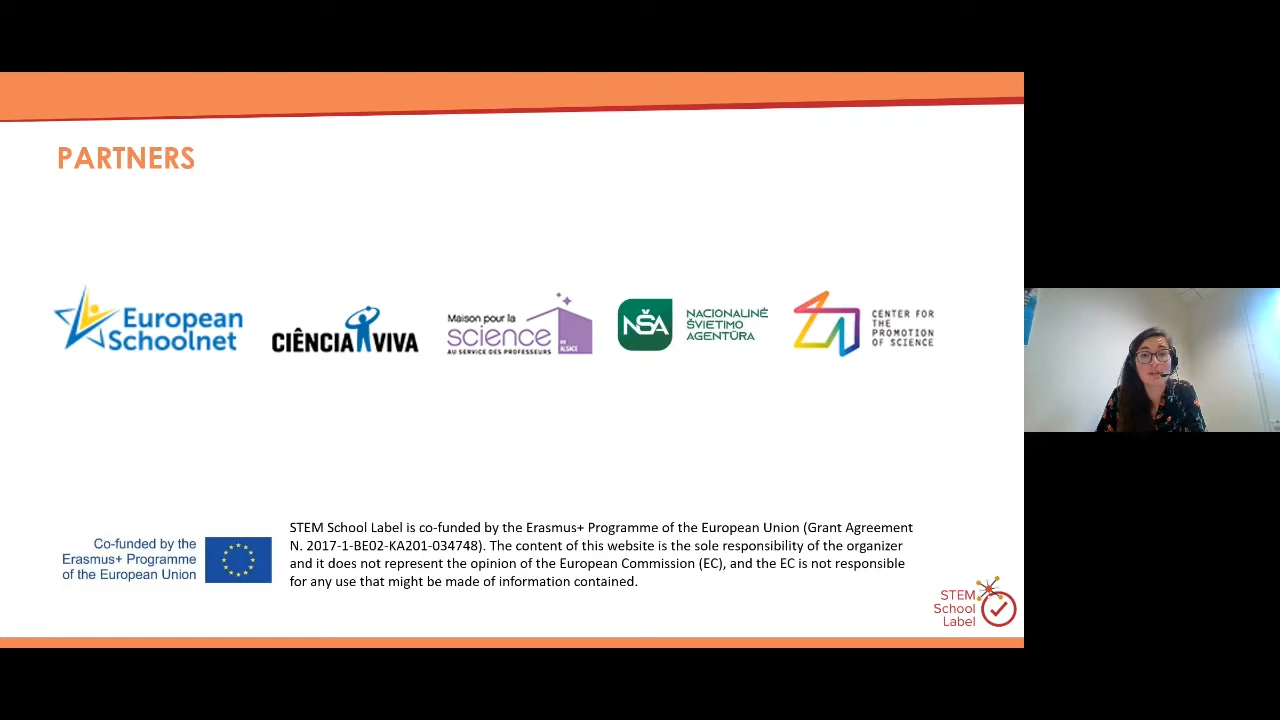 PARTNERS
European
Schoolnet
CIÊNCIA VIVA
Maison pour la
science
AU SERVICE DES PROFESSEURS
EN
ALSACE
NŠA
NACIONALINĖ
ŠVIETIMO
AGENTŪRA
CENTER FOR
THE
PROMOTION
OF SCIENCE
Co-funded by the
Erasmus+ Programme
of the European Union
STEM School Label is co-funded by the Erasmus+ Programme of the European Union (Grant Agreement
N. 2017-1-BE02-KA201-034748). The content of this website is the sole responsibility of the organizer
and it does not represent the opinion of the European Commission (EC), and the EC is not responsible
for any use that might be made of information contained.
STEM
School
Label